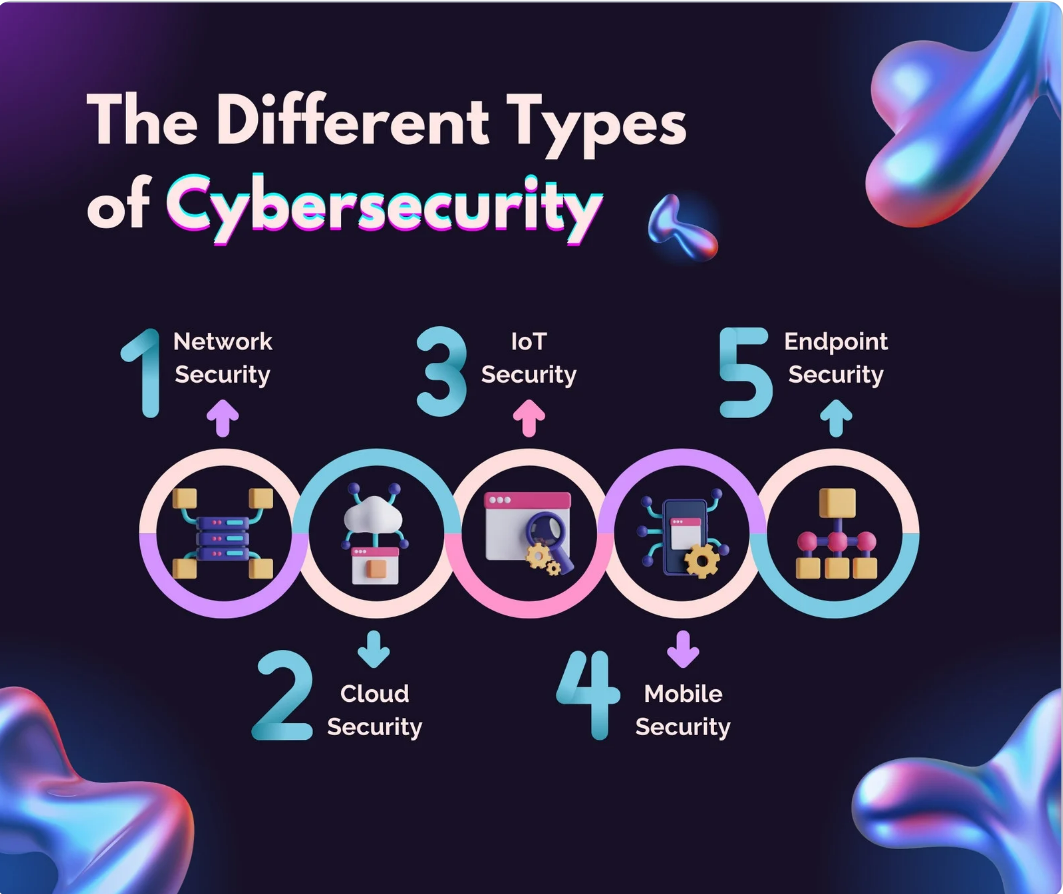 The Different Types
of Cybersecurity
1
Network
Security
3
IoT
Security
5
Endpoint
Security
2
Cloud
Security
4
Mobile
Security